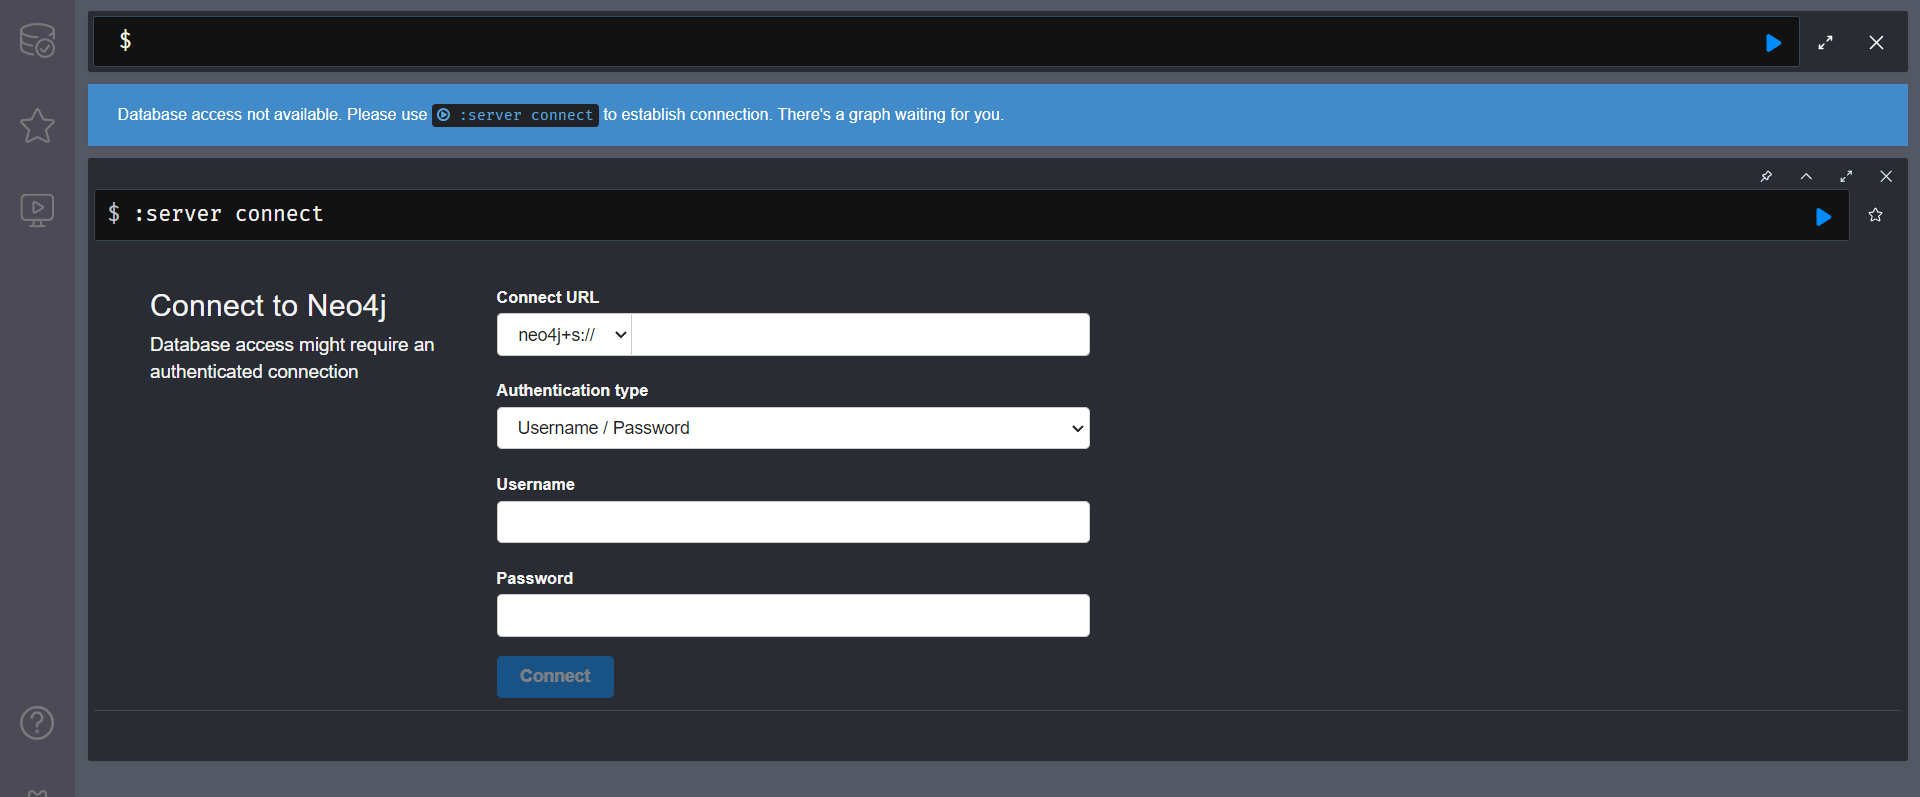 $
Database access not available. Please use :server connect to establish connection. There's a graph waiting for you.
$ :server connect
Connect to Neo4j
Database access might require an
authenticated connection
Connect URL
neo4j+s://
Authentication type
Username / Password
Username
Password
Connect